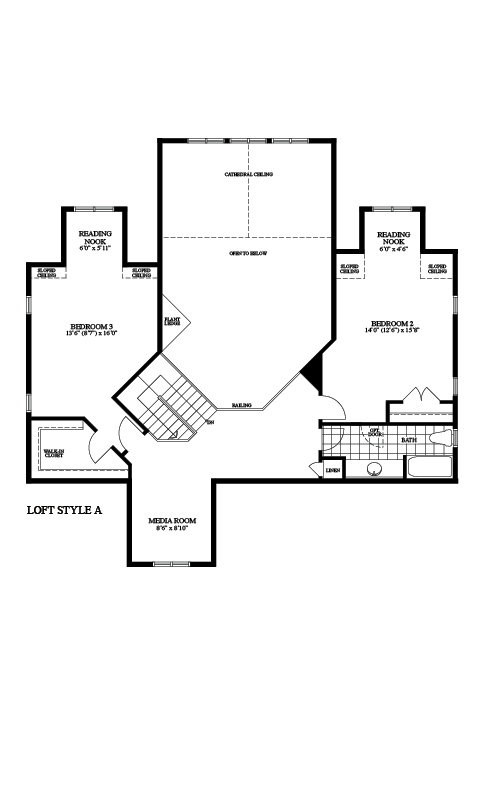 CATHEDRAL CEILING
READING
NOOK
6'0" x 5'11"
READING
NOOK
6'0" x 4'6"
OPEN TO BELOW
SLOPED
CEILING
SLOPED
CEILING
SLOPED
CEILING
SLOPED
CEILING
PLANT
LEDGE
BEDROOM 3
13'6" (8'7") x 16'0"
BEDROOM 2
14'0" (12'6") x 15'8"
RAILING
DN
OPT.
DOOR
BATH
WALK-IN
CLOSET
LINEN
LOFT STYLE A
MEDIA ROOM
8'6" x 8'10"